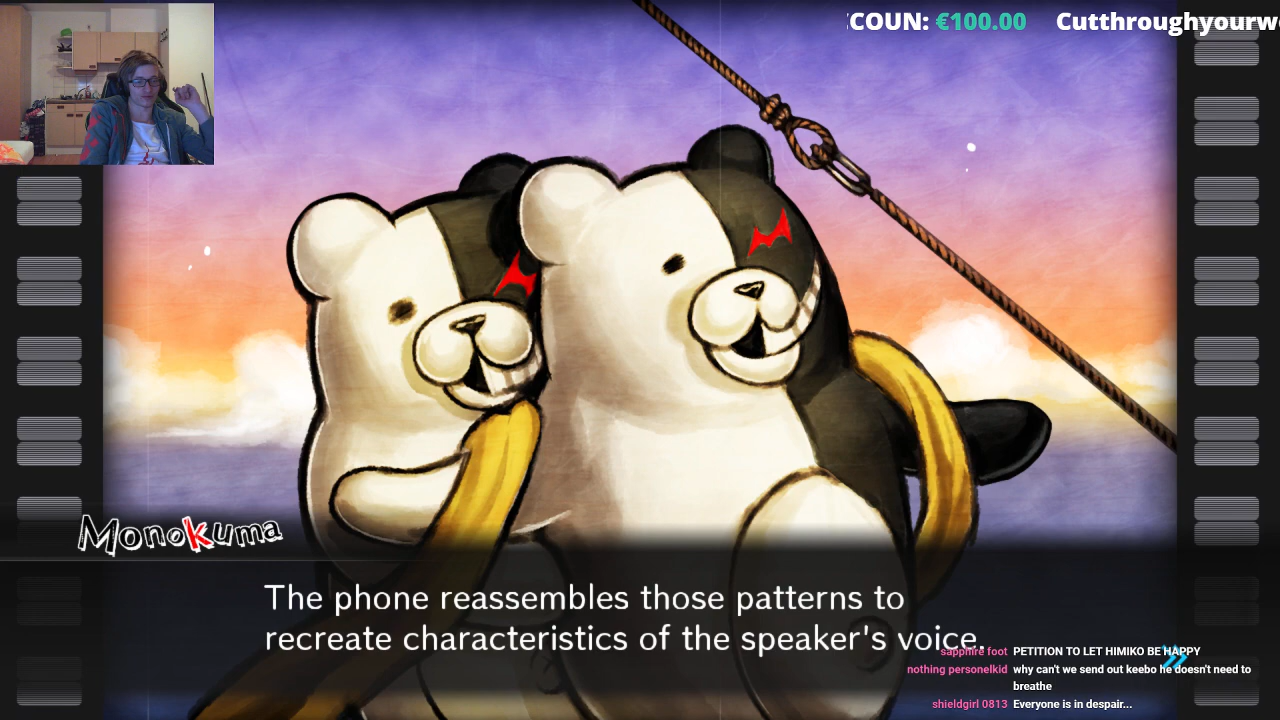 COUN: €100.00 Cutthroughyourw
Monokuma
The phone reassembles those patterns to
recreate characteristics of the speaker's voice.
sapphire foot PETITION TO LET HIMIKO BE HAPPY
nothing personelkid why can't we send out keebo he doesn't need to
breathe
shieldgirl 0813 Everyone is in despair...